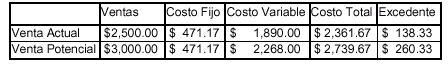 Ventas Costo Fijo Costo Variable Costo Total Excedente
Venta Actual $2,500.00 $ 471.17 $ 1,890.00 $ 2,361.67 $ 138.33
Venta Potencial $3,000.00 $ 471.17 $ 2,268.00 $ 2,739.67 $ 260.33